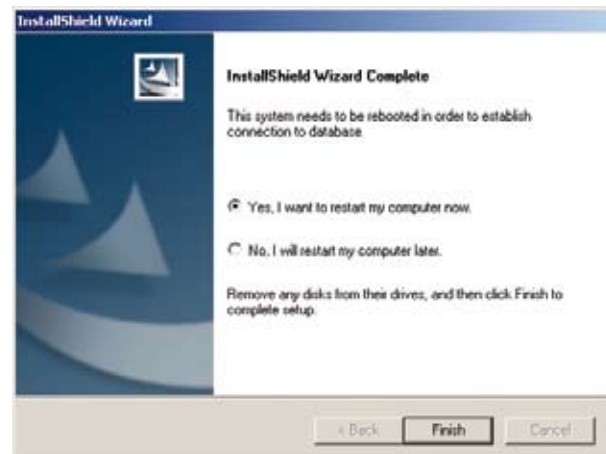 InstallShield Wizard
InstallShield Wizard Complete
This system needs to be rebooted in order to establish
connection to database
Yes, I want to restart my computer now.
No, I will restart my computer later.
Remove any disks from their drives, and then click Finish to
complete setup.
< Back Finish Cancel